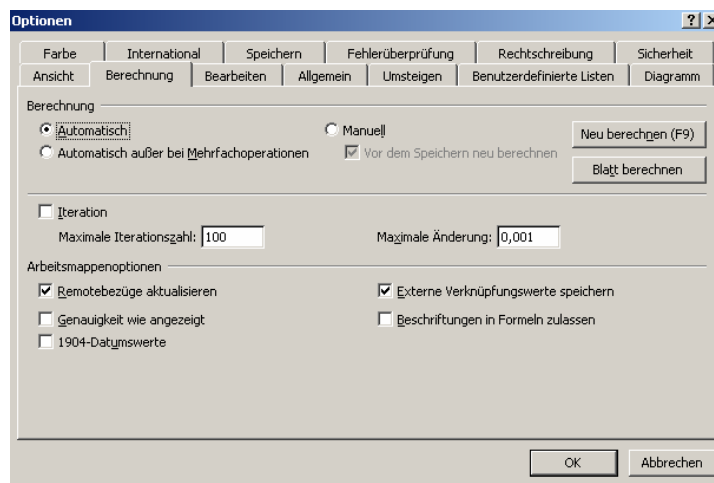 Optionen
Farbe International Speichern Fehlerüberprüfung Rechtschreibung Sicherheit
Ansicht Berechnung Bearbeiten Allgemein Umsteigen Benutzerdefinierte Listen Diagramm
Berechnung
Automatisch Manuell Neu berechnen (F9)
Automatisch außer bei Mehrfachoperationen Vor dem Speichern neu berechnen
Blatt berechnen
Iteration
Maximale Iterationszahl: 100 Maximale Änderung: 0,001
Arbeitsmappenoptionen
Remotebezüge aktualisieren Externe Verknüpfungswerte speichern
Genauigkeit wie angezeigt Beschriftungen in Formeln zulassen
1904-Datumswerte
OK Abbrechen